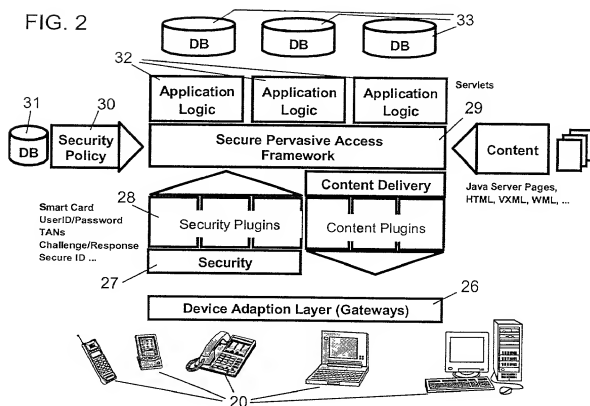 FIG. 2
33
DB
DB
DB
32
Application Logic
Application Logic
Application Logic
Servlets
31
30
29
DB
Security Policy
Secure Pervasive Access Framework
Content
Java Server Pages,
HTML, VXML, WML, ...
Content Delivery
Smart Card
UserID/Password
TANs
Challenge/Response
Secure ID ...
28
Security Plugins
Content Plugins
27
Security
26
Device Adaption Layer (Gateways)
20